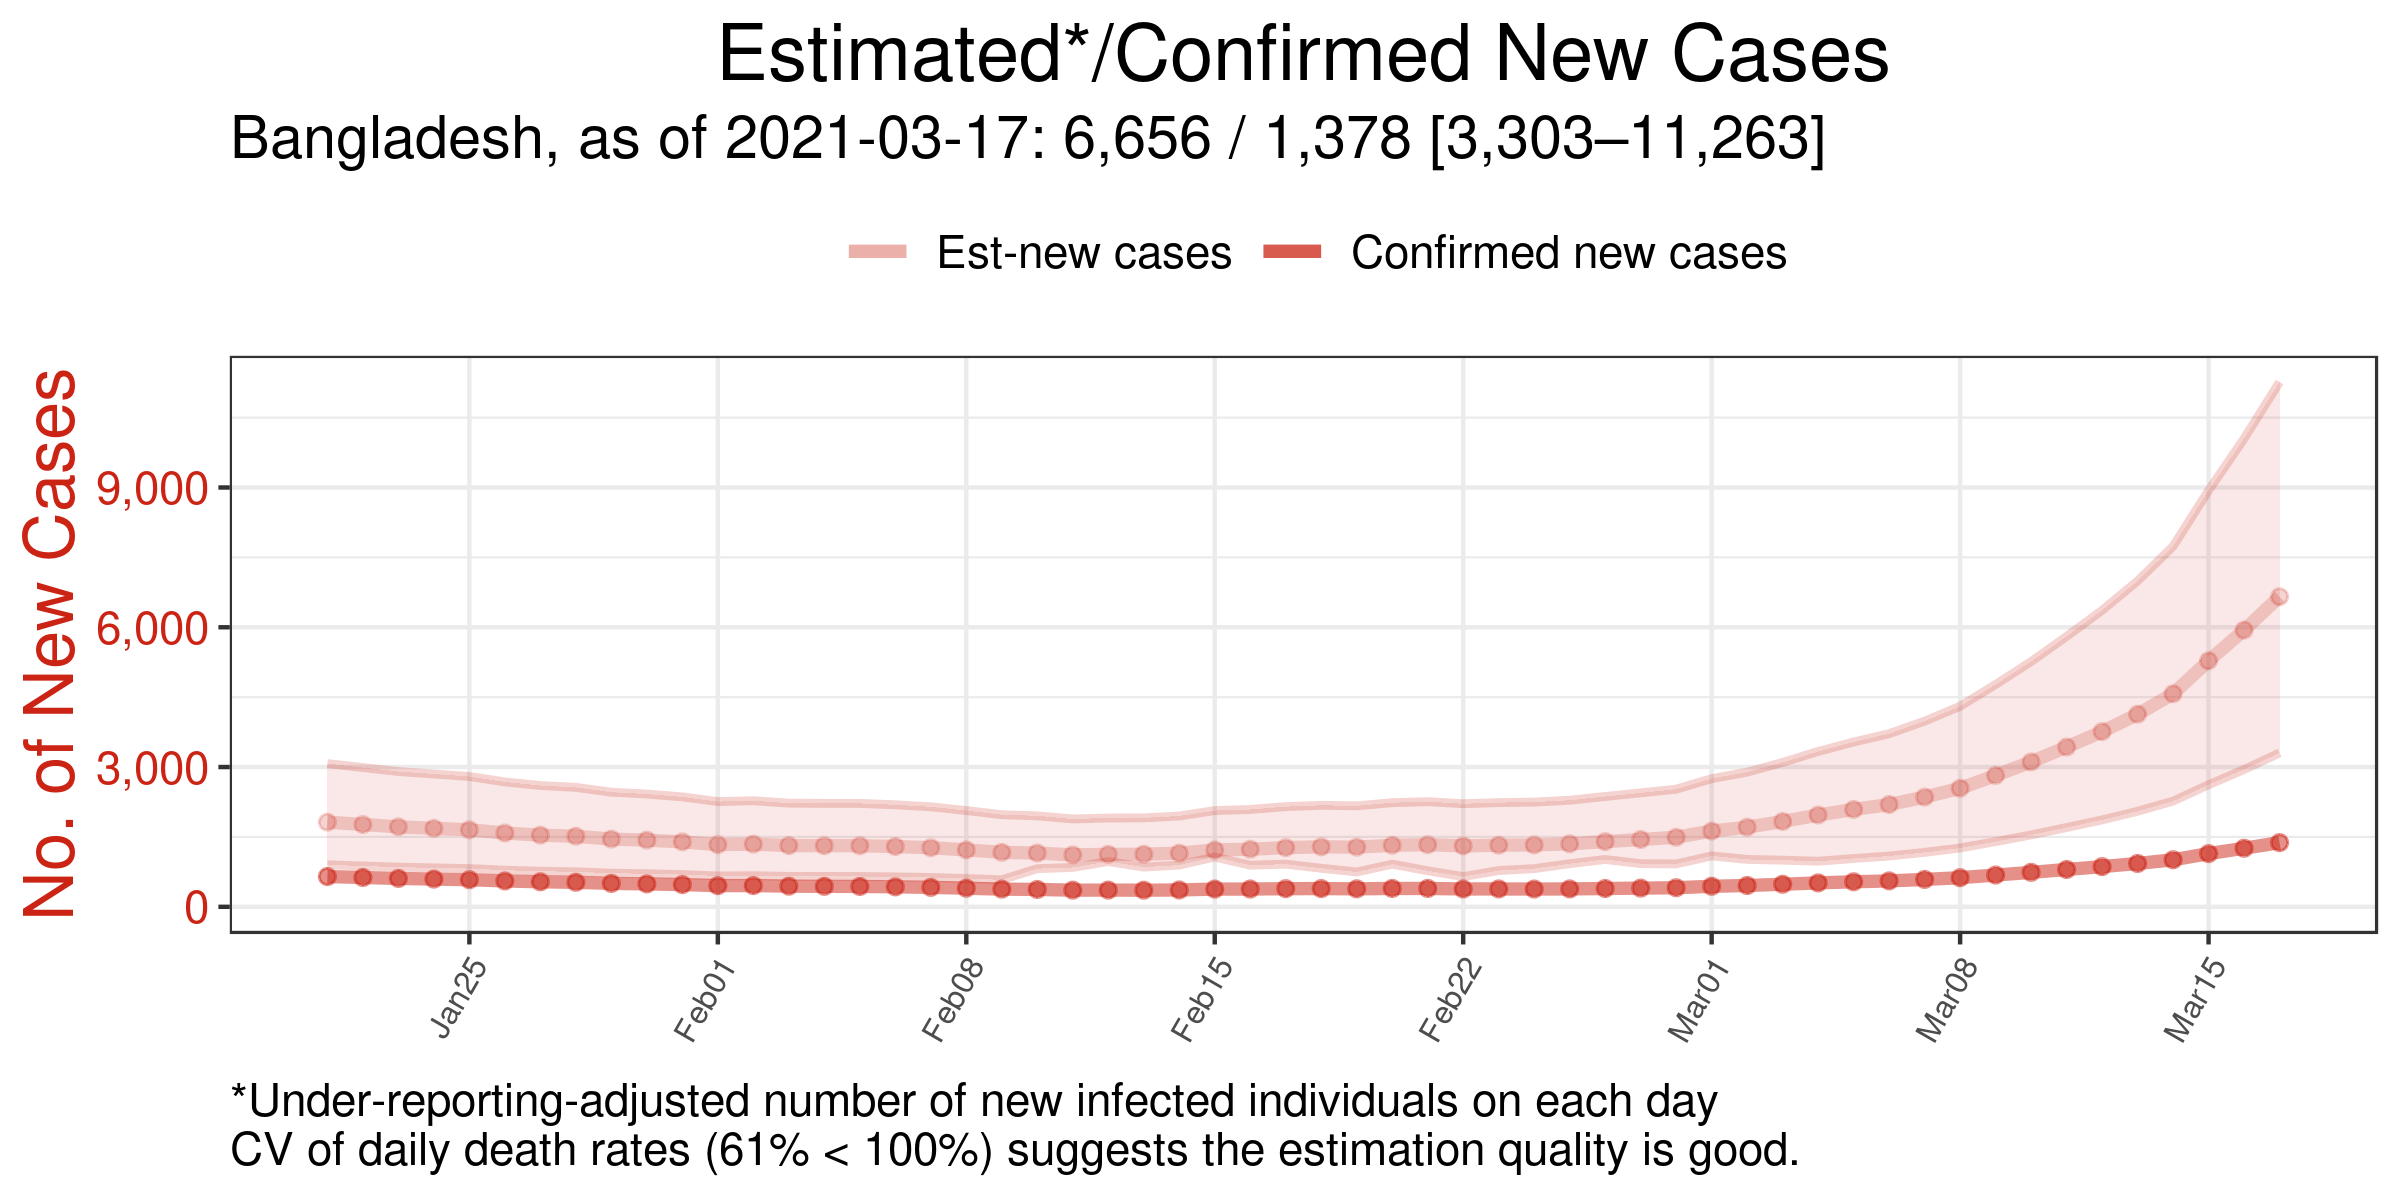 Estimated*/Confirmed New Cases
Bangladesh, as of 2021-03-17: 6,656 / 1,378 [3,303–11,263]
Est-new cases Confirmed new cases
No. of New Cases
9,000
6,000
3,000
0
Jan25 Feb01 Feb08 Feb15 Feb22 Mar01 Mar08 Mar15
*Under-reporting-adjusted number of new infected individuals on each day
CV of daily death rates (61% < 100%) suggests the estimation quality is good.